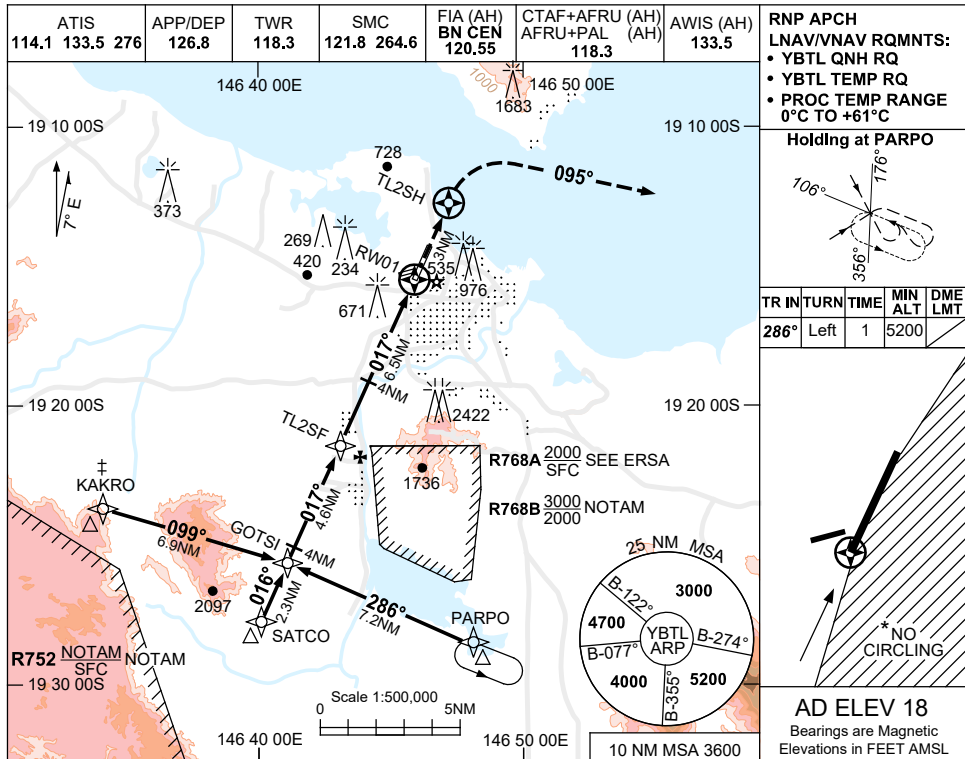 ATIS
114.1 133.5 276
APP/DEP
126.8
TWR
118.3
SMC
121.8 264.6
FIA (AH)
BN CEN
120.55
CTAF+AFRU (AH)
AFRU+PAL (AH)
118.3
AWIS (AH)
133.5
RNP APCH
LNAV/VNAV RQMNTS:
• YBTL QNH RQ
• YBTL TEMP RQ
• PROC TEMP RANGE
0°C TO +61°C
Holding at PARPO
106°
176°
356°
TR IN TURN TIME MIN ALT DME LMT
286° Left 1 5200
146 40 00E
146 50 00E
1000
1683
19 10 00S
19 10 00S
7° E
373
728
TL2SH
095°
269
234
420
RW01
3NM
535
976
671
017°
6.5NM
4NM
19 20 00S
19 20 00S
2422
TL2SF
1736
R768A 2000
SFC SEE ERSA
R768B 3000
2000 NOTAM
‡
KAKRO
099°
6.9NM
GOTSI
017°
4.6NM
4NM
016°
2.3NM
SATCO
2097
286°
7.2NM
PARPO
R752 NOTAM
SFC NOTAM
19 30 00S
Scale 1:500,000
0 5NM
146 40 00E
146 50 00E
25 NM MSA
3000
B-122°
4700
B-077°
YBTL
ARP
B-274°
4000
B-355°
5200
10 NM MSA 3600
*NO
CIRCLING
AD ELEV 18
Bearings are Magnetic
Elevations in FEET AMSL